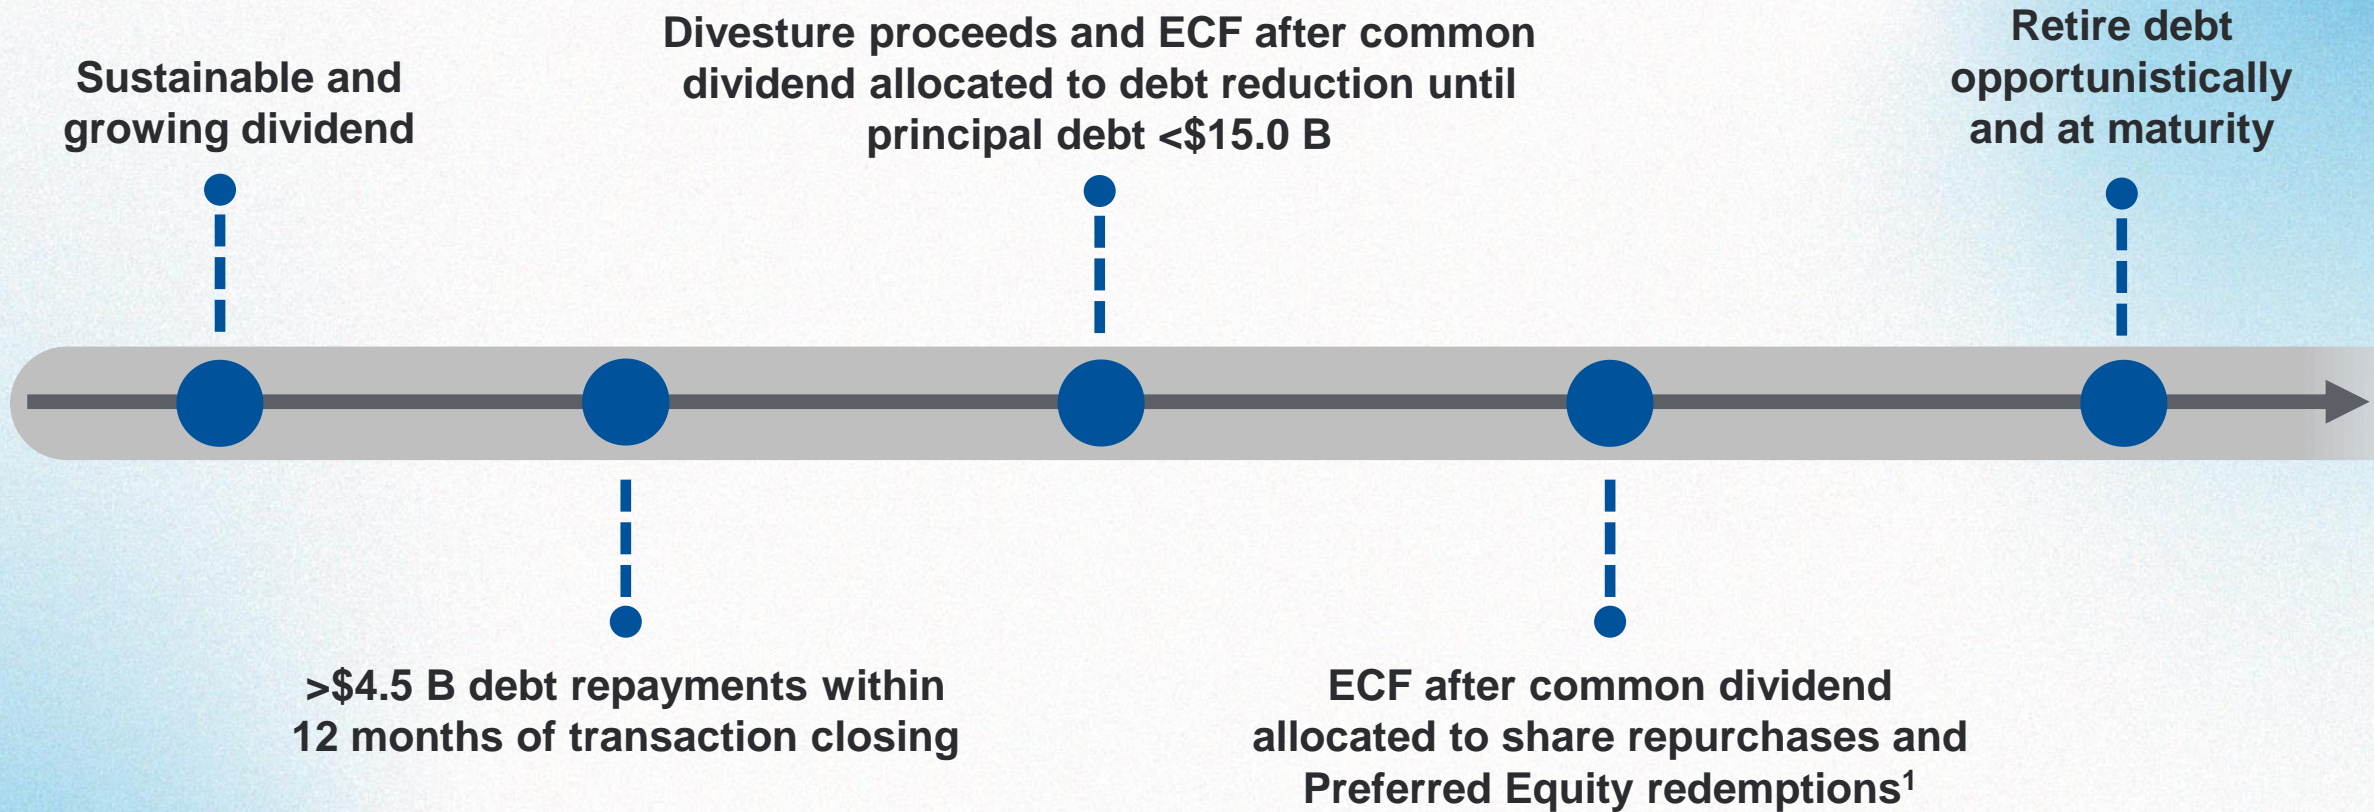 Sustainable and
growing dividend
>$4.5 B debt repayments within
12 months of transaction closing
Divesture proceeds and ECF after common
dividend allocated to debt reduction until
principal debt <$15.0 B
ECF after common dividend
allocated to share repurchases and
Preferred Equity redemptions¹
Retire debt
opportunistically
and at maturity